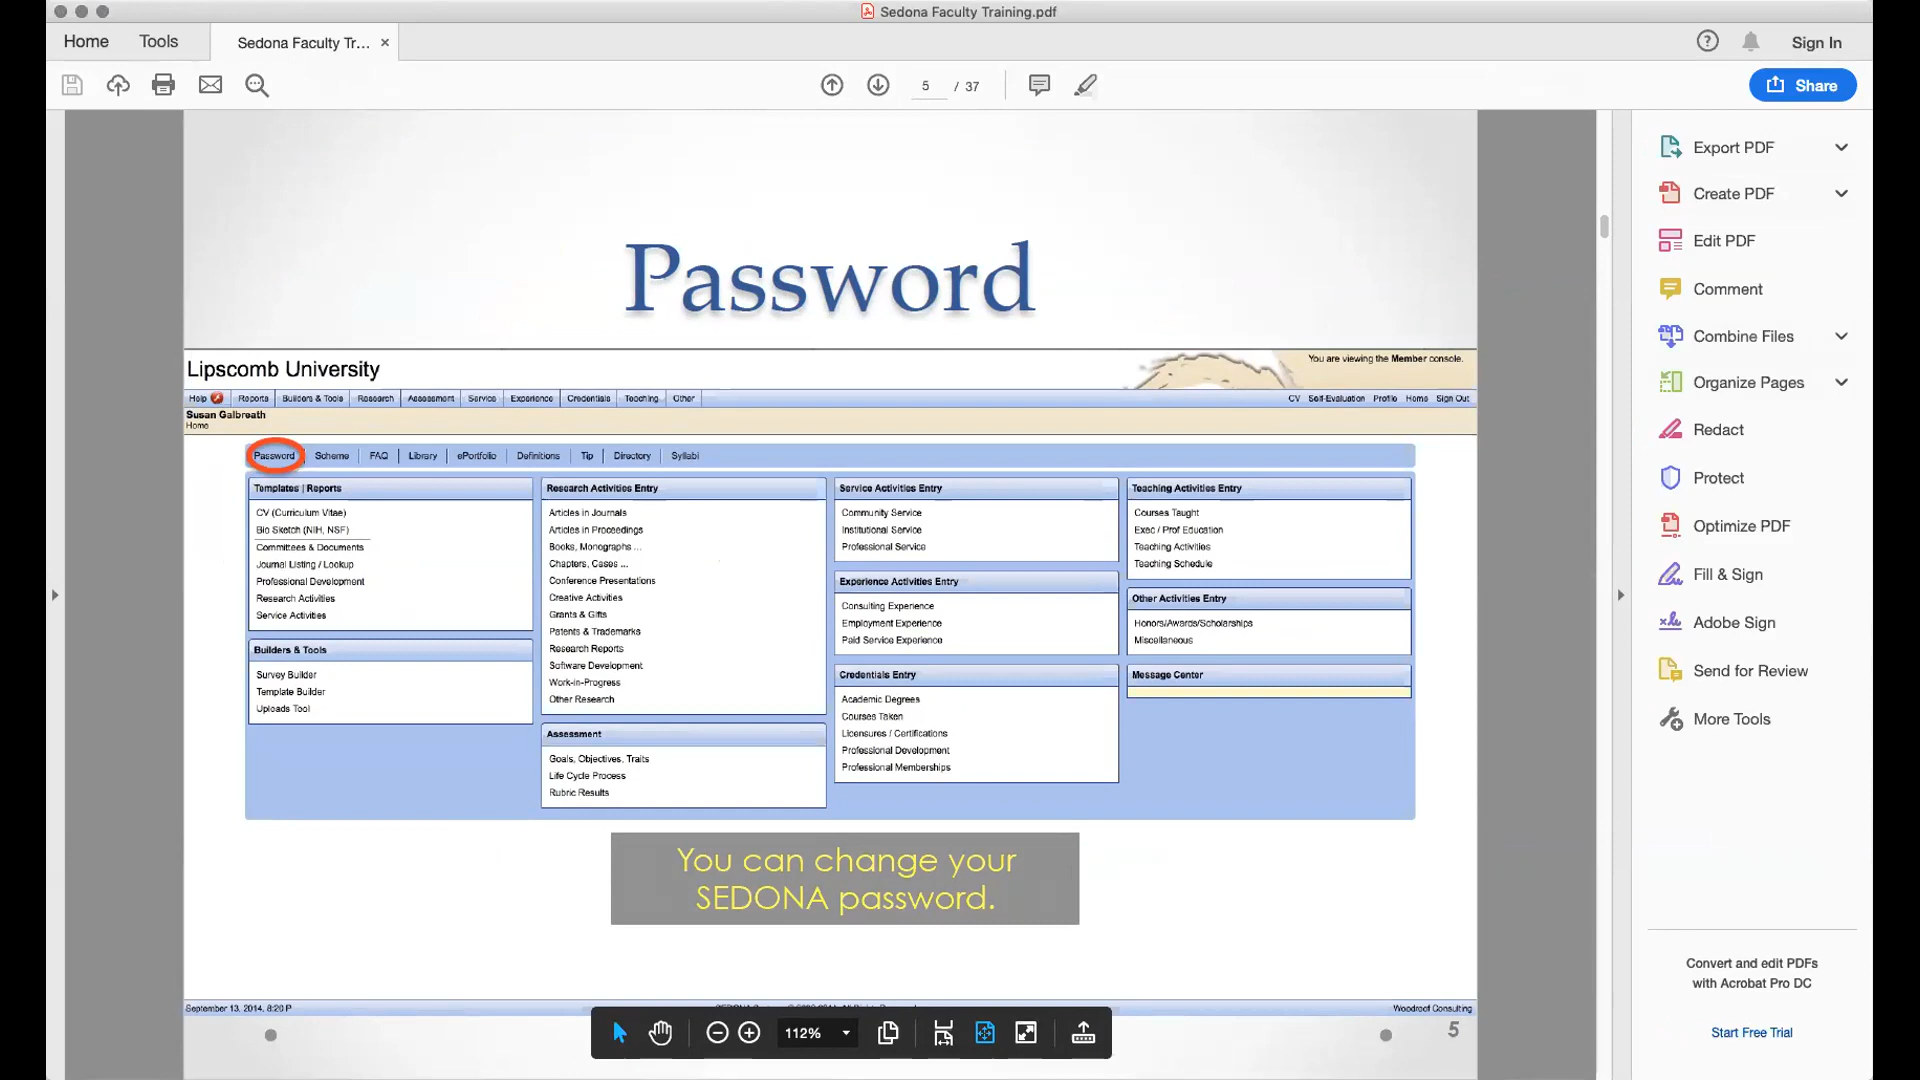 Sedona Faculty Training.pdf
Home Tools Sedona Faculty Tr... × Sign In
5 / 37 Share
Password
Lipscomb University
You are viewing the Member console.
Help Reports Builders & Tools Research Assessment Service Experience Credentials Teaching Other CV Self-Evaluation Profile Home Sign Out
Susan Galbreath
Home
Password Scheme FAQ Library ePortfolio Definitions Tip Directory Syllabi
Templates | Reports
CV (Curriculum Vitae)
Bio Sketch (NIH, NSF)
Committees & Documents
Journal Listing / Lookup
Professional Development
Research Activities
Service Activities
Builders & Tools
Survey Builder
Template Builder
Uploads Tool
Research Activities Entry
Articles in Journals
Articles in Proceedings
Books, Monographs ...
Chapters, Cases ...
Conference Presentations
Creative Activities
Grants & Gifts
Patents & Trademarks
Research Reports
Software Development
Work-in-Progress
Other Research
Assessment
Goals, Objectives, Traits
Life Cycle Process
Rubric Results
Service Activities Entry
Community Service
Institutional Service
Professional Service
Experience Activities Entry
Consulting Experience
Employment Experience
Paid Service Experience
Credentials Entry
Academic Degrees
Courses Taken
Licensures / Certifications
Professional Development
Professional Memberships
Teaching Activities Entry
Courses Taught
Exec / Prof Education
Teaching Activities
Teaching Schedule
Other Activities Entry
Honors/Awards/Scholarships
Miscellaneous
Message Center
You can change your
SEDONA password.
September 13, 2014, 8:20 P
Woodroof Consulting
5
112%
Export PDF
Create PDF
Edit PDF
Comment
Combine Files
Organize Pages
Redact
Protect
Optimize PDF
Fill & Sign
Adobe Sign
Send for Review
More Tools
Convert and edit PDFs
with Acrobat Pro DC
Start Free Trial